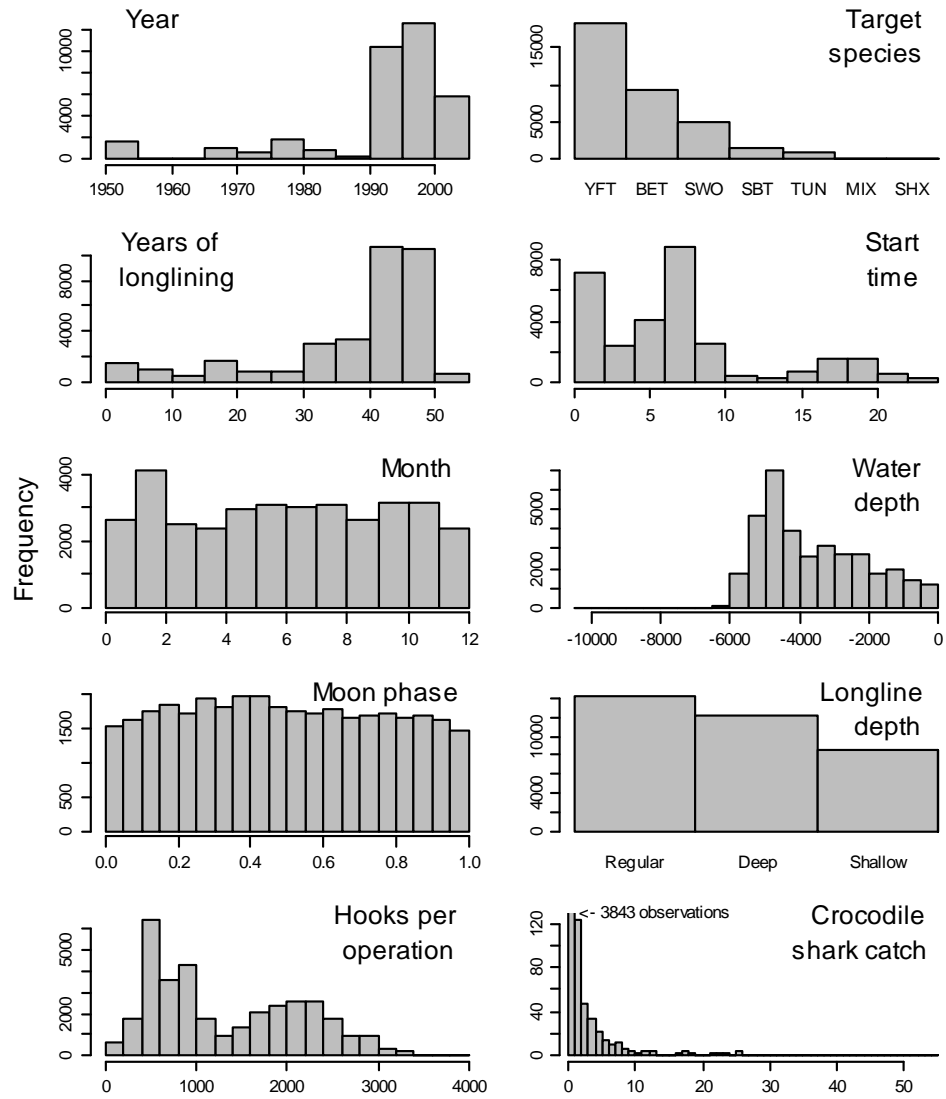 Year
0
4000
10000
1950
1960
1970
1980
1990
2000
Target
species
0
5000
15000
YFT
BET
SWO
SBT
TUN
MIX
SHX
Years of
longlining
0
4000
8000
0
10
20
30
40
50
Start
time
0
4000
8000
0
5
10
15
20
Frequency
Month
0
2000
4000
0
2
4
6
8
10
12
Water
depth
0
2000
5000
-10000
-8000
-6000
-4000
-2000
0
Moon phase
0
500
1500
0.0
0.2
0.4
0.6
0.8
1.0
Longline
depth
0
4000
10000
Regular
Deep
Shallow
Hooks per
operation
0
2000
5000
0
1000
2000
3000
4000
<- 3843 observations
Crocodile
shark catch
0
40
80
120
0
10
20
30
40
50